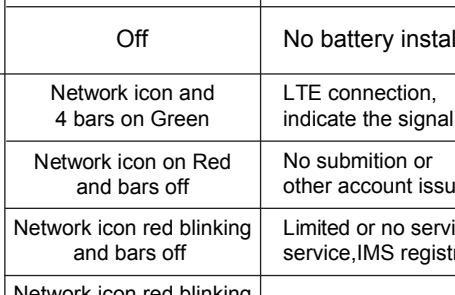 Off
No battery instal
Network icon and
4 bars on Green
LTE connection,
indicate the signal
Network icon on Red
and bars off
No submition or
other account issu
Network icon red blinking
and bars off
Limited or no servi
service,IMS registr
Network icon red blinking